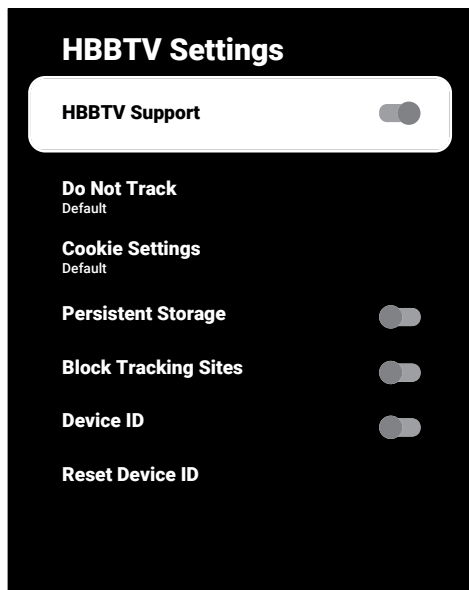 HBBTV Settings
HBBTV Support
Do Not Track
Default
Cookie Settings
Default
Persistent Storage
Block Tracking Sites
Device ID
Reset Device ID